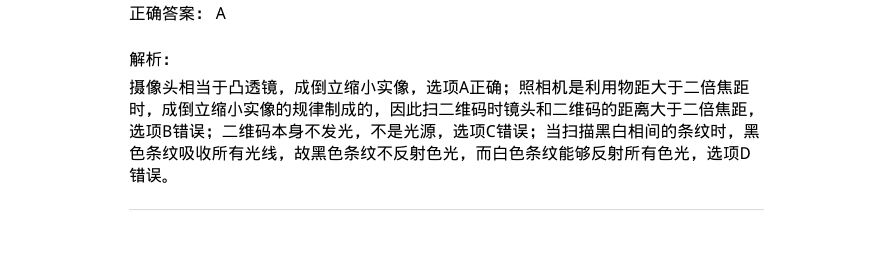 正确答案： A
解析：
摄像头相当于凸透镜，成倒立缩小实像，选项A正确；照相机是利用物距大于二倍焦距
时，成倒立缩小实像的规律制成的，因此扫二维码时镜头和二维码的距离大于二倍焦距，
选项B错误；二维码本身不发光，不是光源，选项C错误；当扫描黑白相间的条纹时，黑
色条纹吸收所有光线，故黑色条纹不反射色光，而白色条纹能够反射所有色光，选项D
错误。